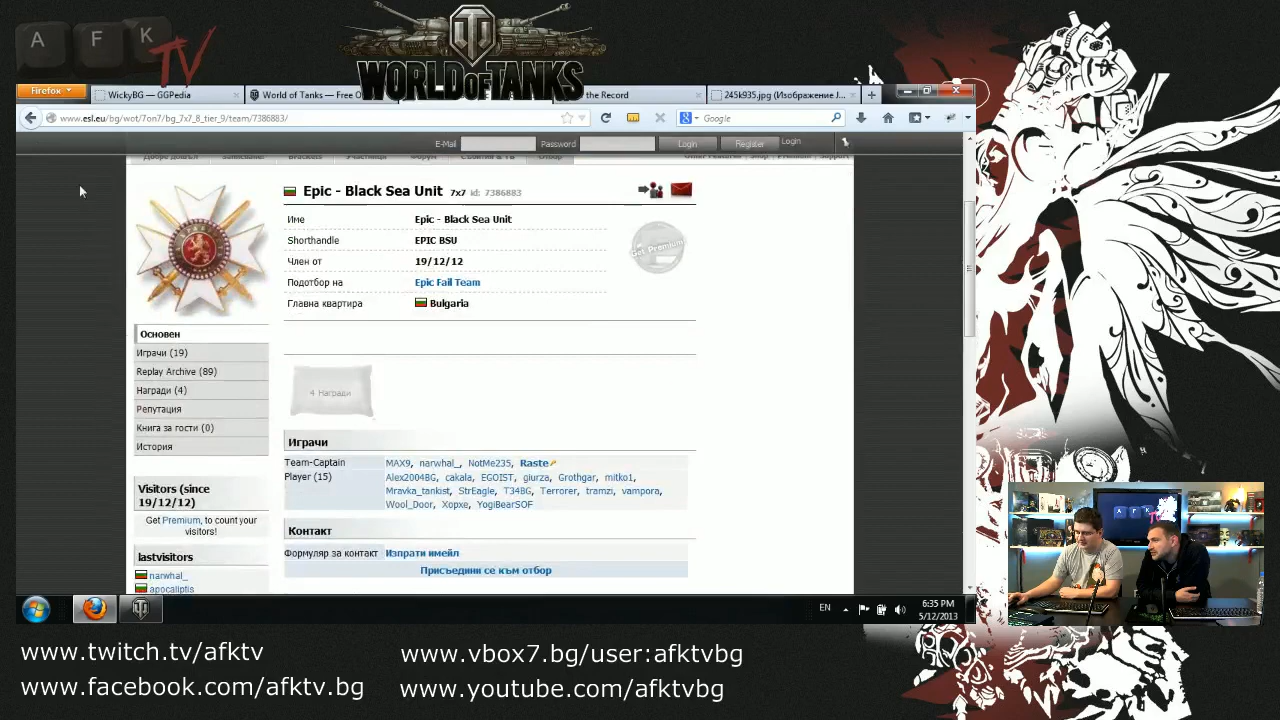 A F K
TV
WORLD OF TANKS
Firefox
WickyBG — GGPedia
World of Tanks — Free O
the Record
245k935.jpg (Изображение J
www.esl.eu/bg/wot/7on7/bg_7x7_8_tier_9/team/7386883/
Google
E-Mail
Password
Login
Register
Login
Epic - Black Sea Unit 7x7 id: 7386883
Име Epic - Black Sea Unit
Shorthandle EPIC BSU
Член от 19/12/12
Подотбор на Epic Fail Team
Главна квартира Bulgaria
Get Premium
Основен
Играчи (19)
Replay Archive (89)
Награди (4)
Репутация
Книга за гости (0)
История
4 Награди
Играчи
Team-Captain MAX9, narwhal_, NotMe235, Raste
Player (15) Alex2004BG, cakala, EGOIST, giurza, Grothgar, mitko1,
Mravka_tankist, StrEagle, T34BG, Terrorer, tramzi, vampora,
Wool_Door, Xopxe, YogiBearSOF
Visitors (since
19/12/12)
Get Premium, to count your
visitors!
Контакт
Формуляр за контакт Изпрати имейл
Присъедини се към отбор
lastvisitors
narwhal_
apocaliptis
EN
6:35 PM
5/12/2013
A F K
www.twitch.tv/afktv
www.vbox7.bg/user:afktvbg
www.facebook.com/afktv.bg
www.youtube.com/afktvbg